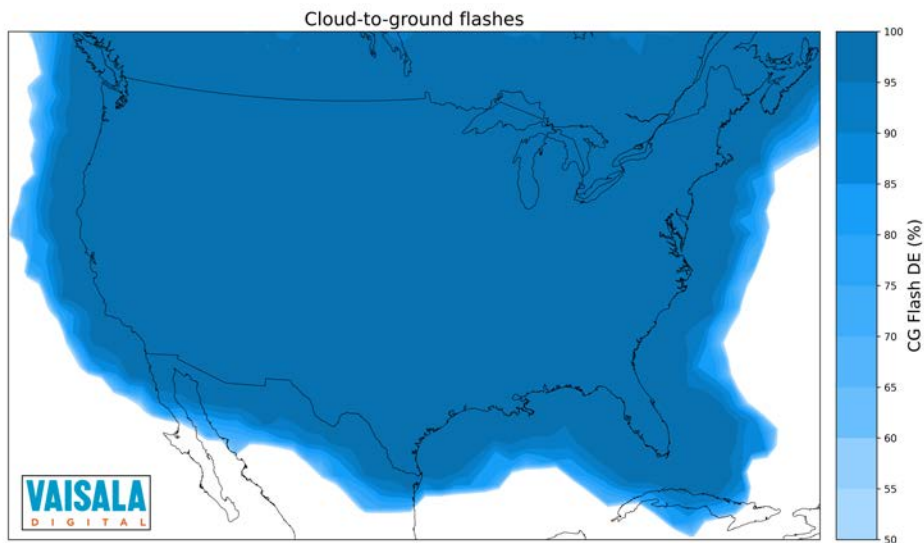 Cloud-to-ground flashes
100
95
90
85
80
75
70
65
60
55
50
CG Flash DE (%)
VAISALA
DIGITAL